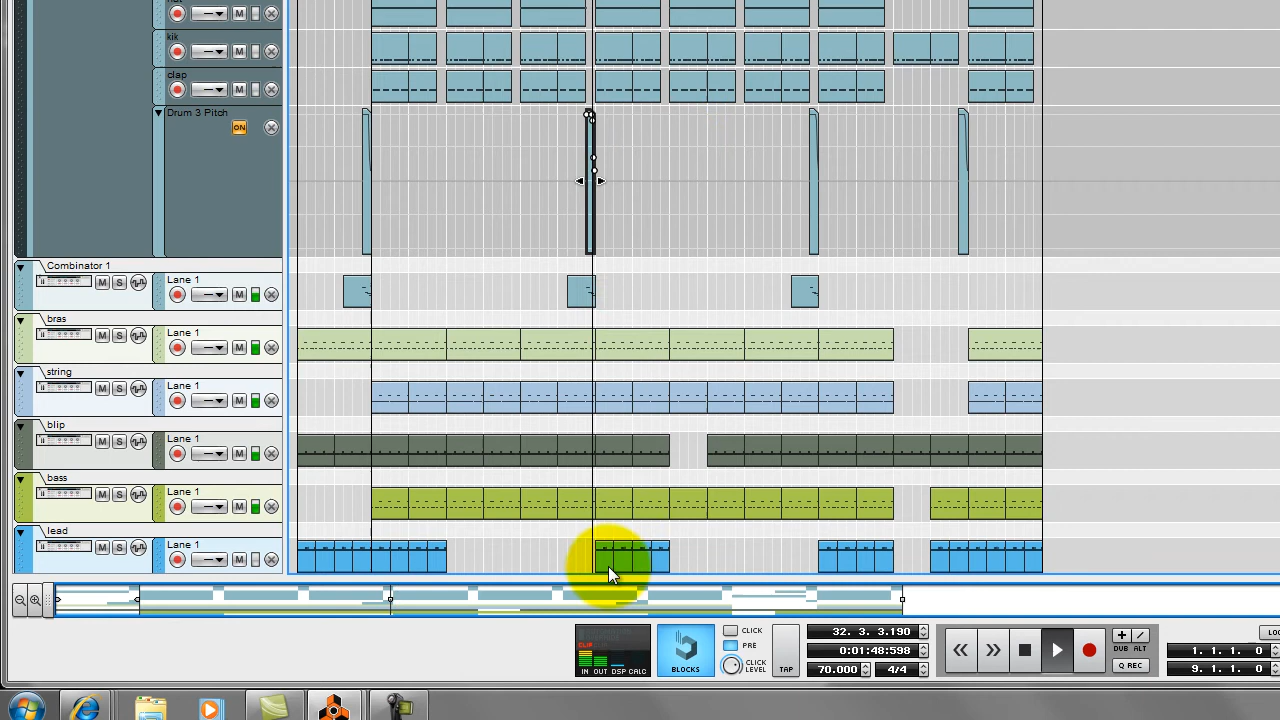 M
kik
M
clap
M
Drum 3 Pitch
ON
Combinator 1
M S Lane 1
M
bras
M S Lane 1
M
string
M S Lane 1
M
blip
M S Lane 1
M
bass
M S Lane 1
M
lead
M S Lane 1
M
CLIP
IN OUT DSP CALC
BLOCKS
CLICK
PRE
CLICK LEVEL
TAP
32. 3. 3.190
0:01:48:598
70.000 4/4
DUB ALT
Q REC
LOO
1. 1. 1. 0
9. 1. 1. 0